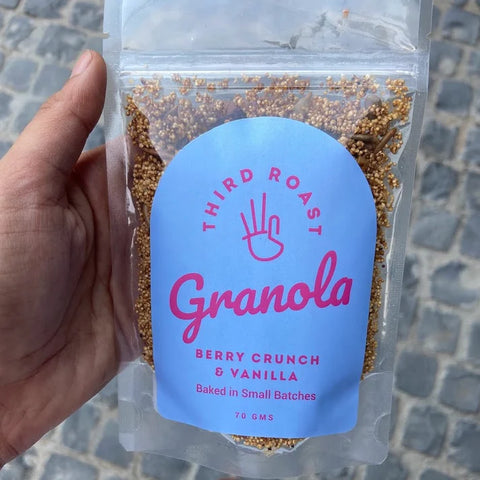 THIRD ROAST
Granola
BERRY CRUNCH
& VANILLA
Baked in Small Batches
70 GMS